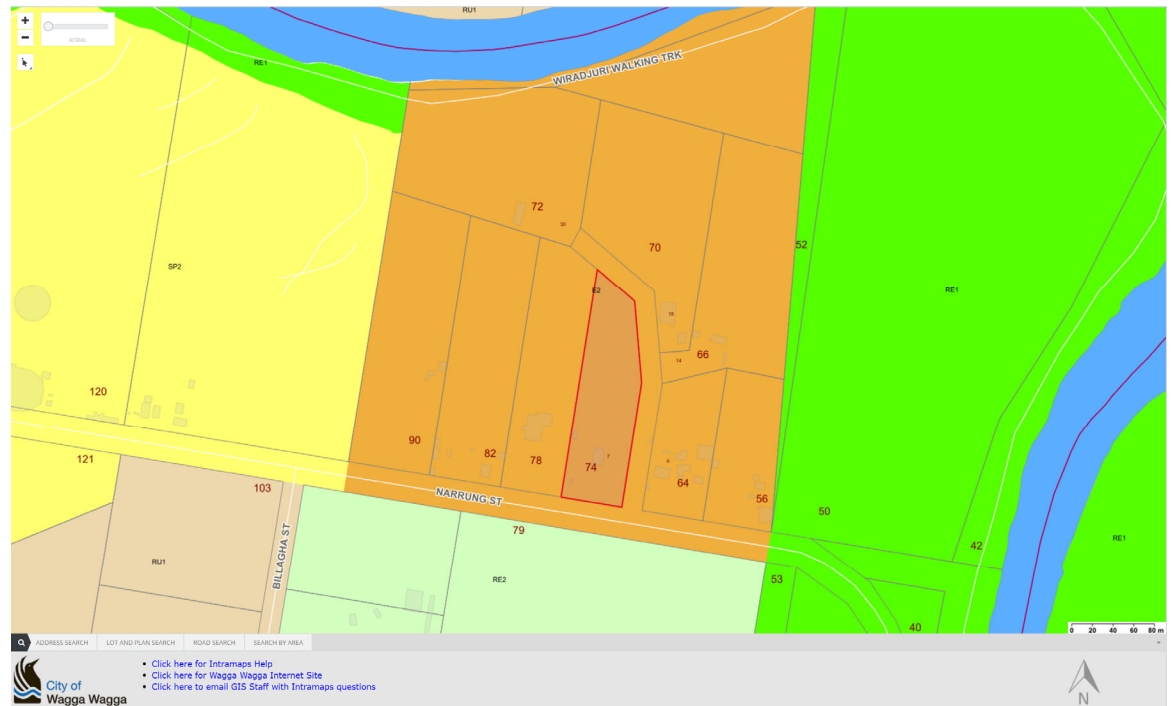 RU1
+
−
AERIAL
RE1
WIRADJURI WALKING TRK
72
70
52
SP2
E2
RE1
18
14
66
120
90
82
78
7
74
64
56
121
103
NARRUNG ST
79
50
42
RE1
BILLAGHA ST
RU1
RE2
53
40
0 20 40 60 80 m
ADDRESS SEARCH LOT AND PLAN SEARCH ROAD SEARCH SEARCH BY AREA
• Click here for Intramaps Help
• Click here for Wagga Wagga Internet Site
• Click here to email GIS Staff with Intramaps questions
City of
Wagga Wagga
N